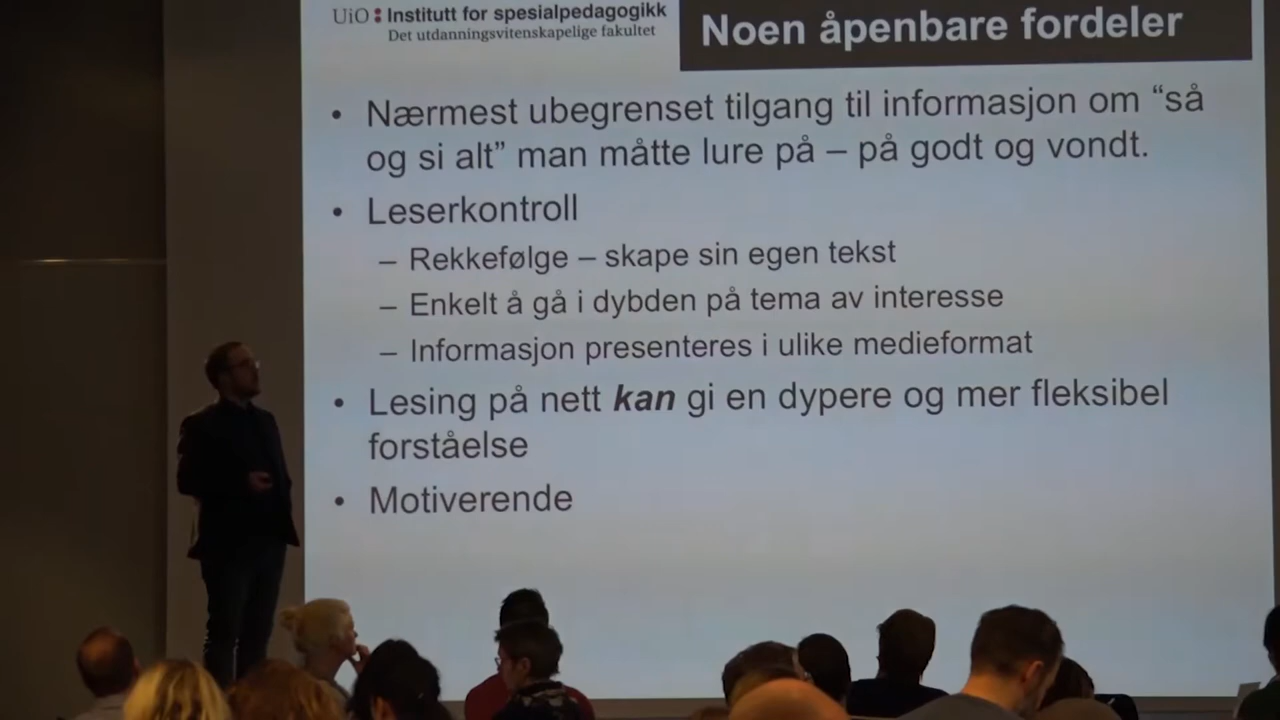 UiO : Institutt for spesialpedagogikk
Det utdanningsvitenskapelige fakultet
Noen åpenbare fordeler
• Nærmest ubegrenset tilgang til informasjon om “så
og si alt” man måtte lure på – på godt og vondt.
• Leserkontroll
– Rekkefølge – skape sin egen tekst
– Enkelt å gå i dybden på tema av interesse
– Informasjon presenteres i ulike medieformat
• Lesing på nett kan gi en dypere og mer fleksibel
forståelse
• Motiverende